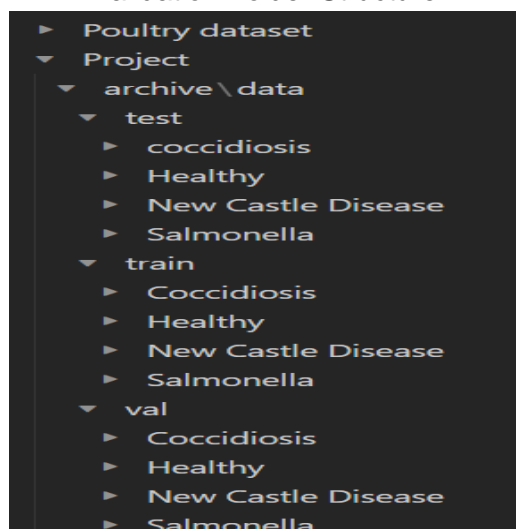 Poultry dataset
Project
archive\data
test
coccidiosis
Healthy
New Castle Disease
Salmonella
train
Coccidiosis
Healthy
New Castle Disease
Salmonella
val
Coccidiosis
Healthy
New Castle Disease
Salmonella